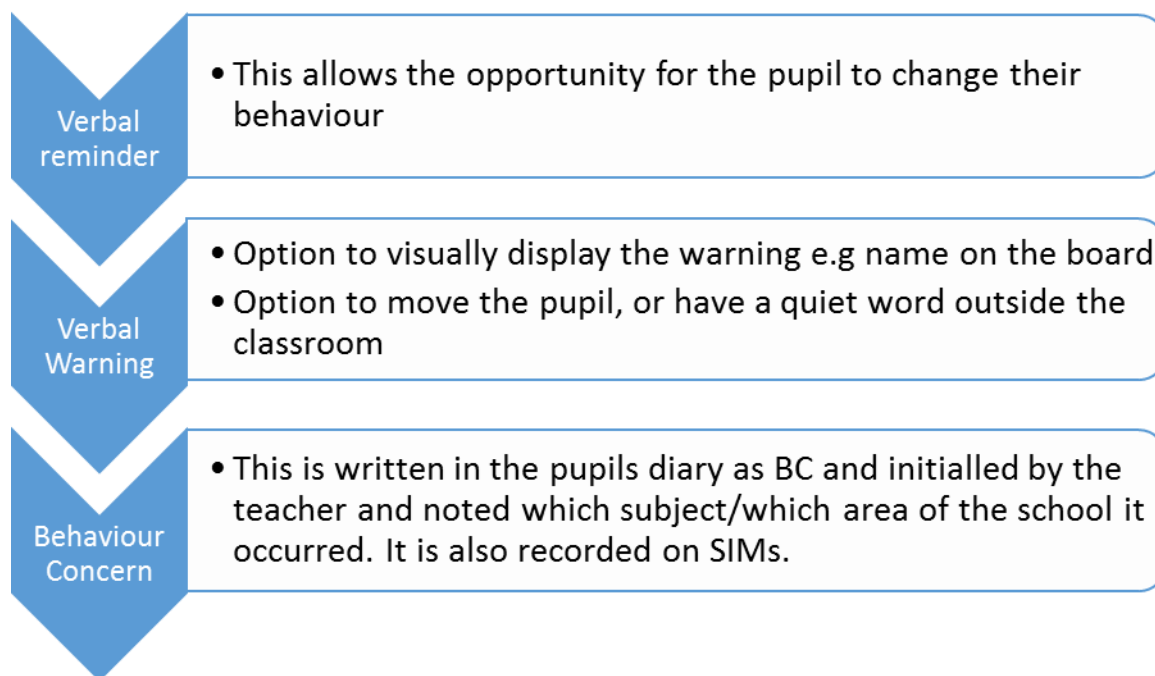 Verbal
reminder
• This allows the opportunity for the pupil to change their
behaviour
Verbal
Warning
• Option to visually display the warning e.g name on the board
• Option to move the pupil, or have a quiet word outside the
classroom
Behaviour
Concern
• This is written in the pupils diary as BC and initialled by the
teacher and noted which subject/which area of the school it
occurred. It is also recorded on SIMs.